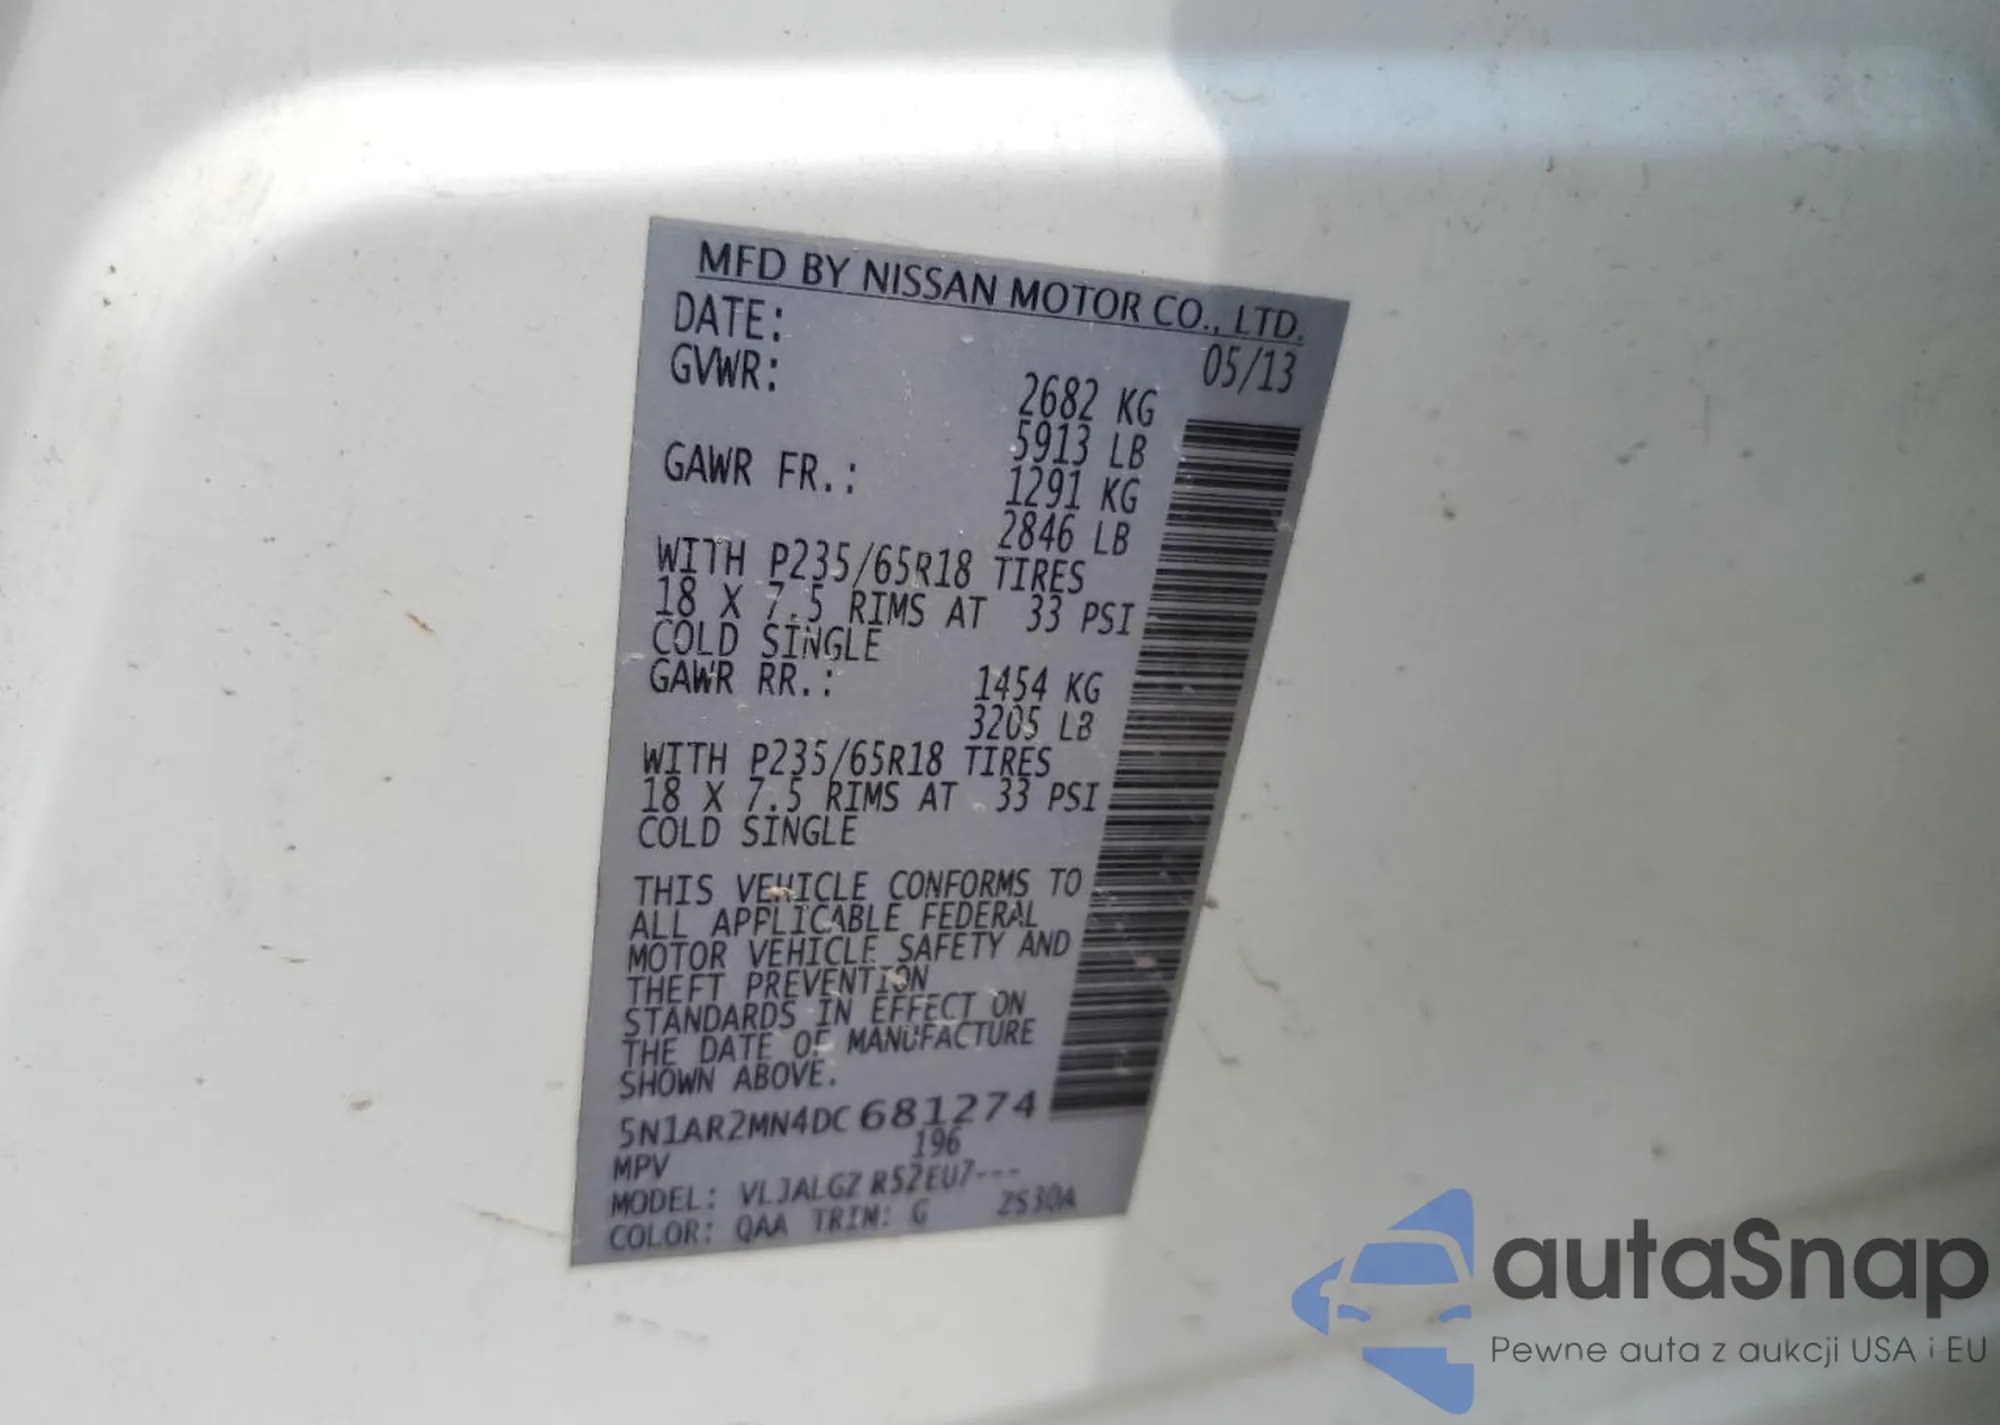 MFD BY NISSAN MOTOR CO., LTD.
DATE: 05/13
GVWR: 2682 KG
5913 LB
GAWR FR.: 1291 KG
2846 LB
WITH P235/65R18 TIRES
18 X 7.5 RIMS AT 33 PSI
COLD SINGLE
GAWR RR.: 1454 KG
3205 LB
WITH P235/65R18 TIRES
18 X 7.5 RIMS AT 33 PSI
COLD SINGLE
THIS VEHICLE CONFORMS TO
ALL APPLICABLE FEDERAL
MOTOR VEHICLE SAFETY AND
THEFT PREVENTION
STANDARDS IN EFFECT ON
THE DATE OF MANUFACTURE
SHOWN ABOVE.
5N1AR2MN4DC681274
MPV 196
MODEL: VLJALGZ R52EU7---
COLOR: QAA TRIM: G ZS30A
autaSnap
Pewne auta z aukcji USA i EU